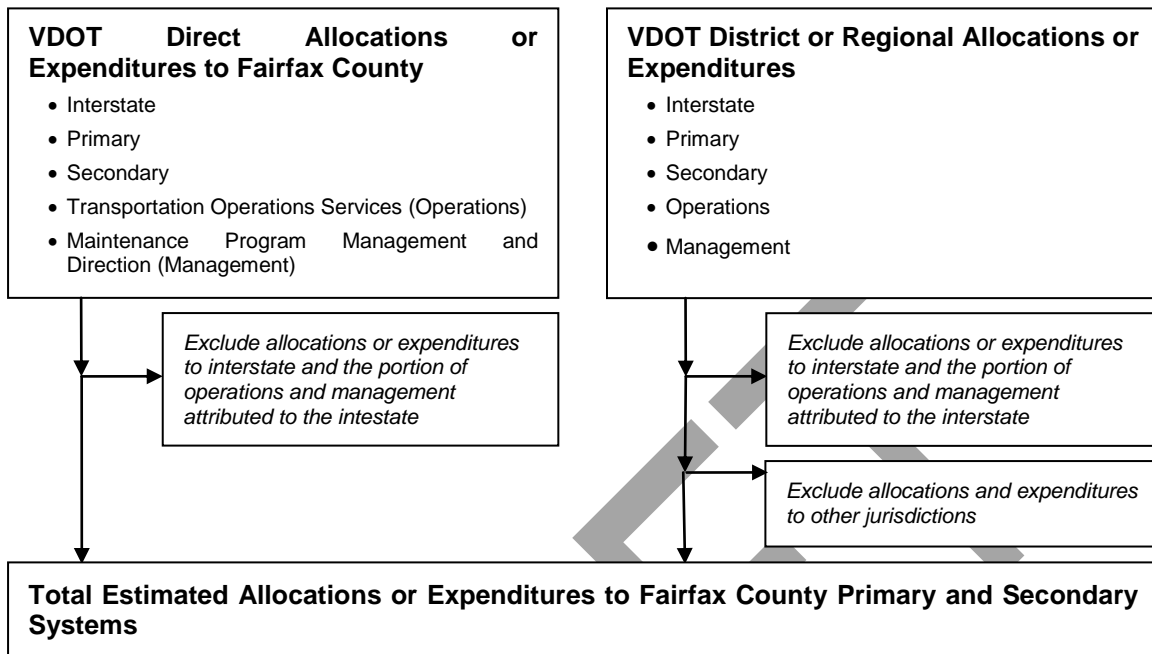 VDOT Direct Allocations or
Expenditures to Fairfax County
• Interstate
• Primary
• Secondary
• Transportation Operations Services (Operations)
• Maintenance Program Management and
Direction (Management)
VDOT District or Regional Allocations or
Expenditures
• Interstate
• Primary
• Secondary
• Operations
• Management
Exclude allocations or expenditures
to interstate and the portion of
operations and management
attributed to the intestate
Exclude allocations or expenditures
to interstate and the portion of
operations and management
attributed to the interstate
Exclude allocations and expenditures
to other jurisdictions
Total Estimated Allocations or Expenditures to Fairfax County Primary and Secondary
Systems